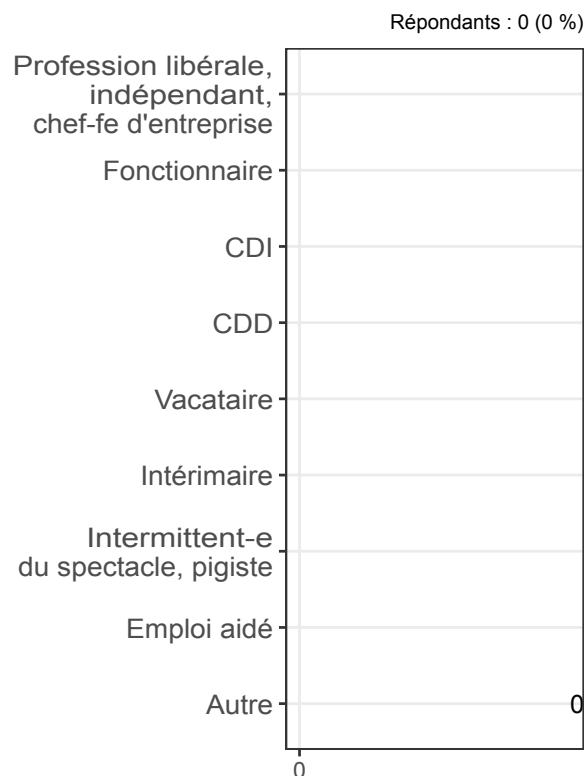 Répondants : 0 (0 %)
Profession libérale,
indépendant,
chef-fe d'entreprise
Fonctionnaire
CDI
CDD
Vacataire
Intérimaire
Intermittent-e
du spectacle, pigiste
Emploi aidé
Autre
0
0